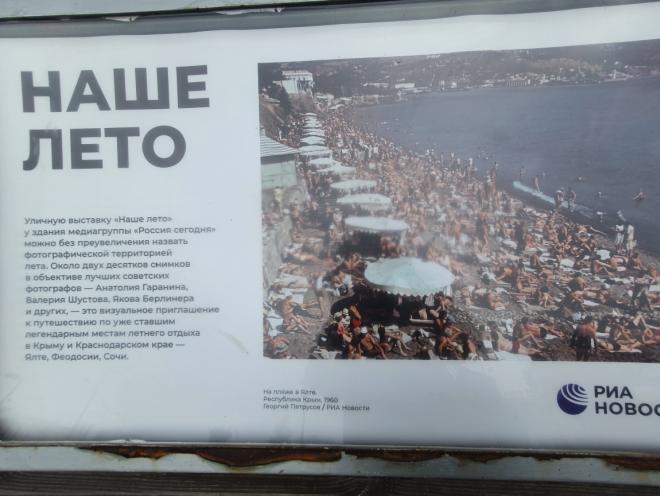 НАШЕ
ЛЕТО
Уличную выставку «Наше лето»
у здания медиагруппы «Россия сегодня»
можно без преувеличения назвать
фотографической территорией
лета. Около двух десятков снимков
в объективе лучших советских
фотографов — Анатолия Гаранина,
Валерия Шустова, Якова Берлинера
и других, — это визуальное приглашение
к путешествию по уже ставшим
легендарным местам летнего отдыха
в Крыму и Краснодарском крае —
Ялте, Феодосии, Сочи.
На пляже в Ялте.
Республика Крым, 1960
Георгий Петрусов / РИА Новости
РИА
НОВОС